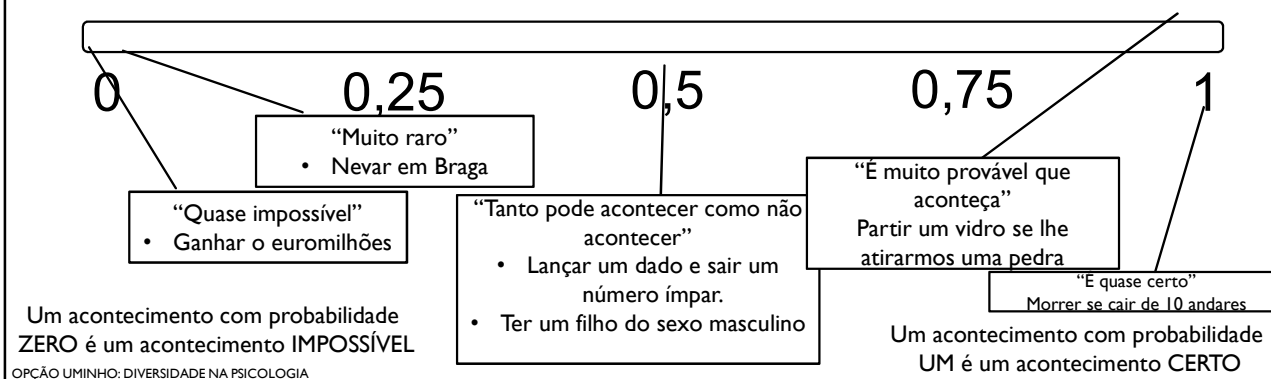 0
0,25
0,5
0,75
1
“Muito raro”
• Nevar em Braga
“Quase impossível”
• Ganhar o euromilhões
“Tanto pode acontecer como não
acontecer”
• Lançar um dado e sair um
número ímpar.
• Ter um filho do sexo masculino
“É muito provável que
aconteça”
Partir um vidro se lhe
atirarmos uma pedra
“É quase certo”
Morrer se cair de 10 andares
Um acontecimento com probabilidade
ZERO é um acontecimento IMPOSSÍVEL
Um acontecimento com probabilidade
UM é um acontecimento CERTO
OPÇÃO UMINHO: DIVERSIDADE NA PSICOLOGIA